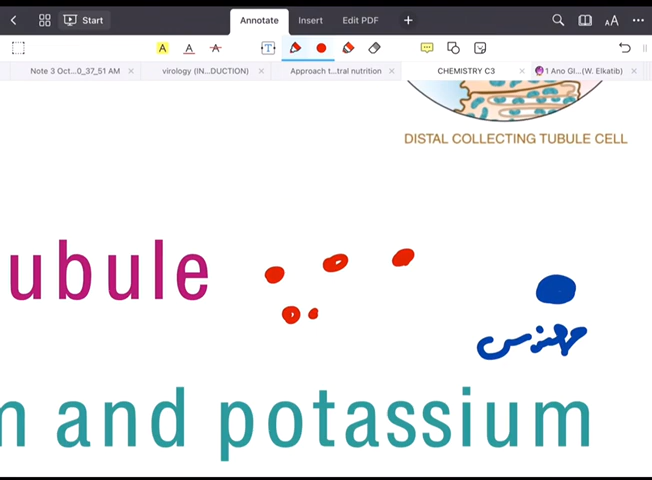 Start
Annotate
Insert
Edit PDF
Note 3 Oct...0_37_51 AM
virology (IN...DUCTION)
Approach t...tral nutrition
CHEMISTRY C3
1 Ano Gl...(W. Elkatib)
DISTAL COLLECTING TUBULE CELL
ubule
m and potassium